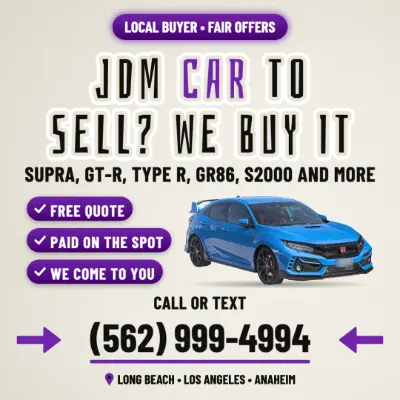 LOCAL BUYER • FAIR OFFERS
JDM CAR TO
SELL? WE BUY IT
SUPRA, GT-R, TYPE R, GR86, S2000 AND MORE
FREE QUOTE
PAID ON THE SPOT
WE COME TO YOU
CALL OR TEXT
(562) 999-4994
LONG BEACH • LOS ANGELES • ANAHEIM